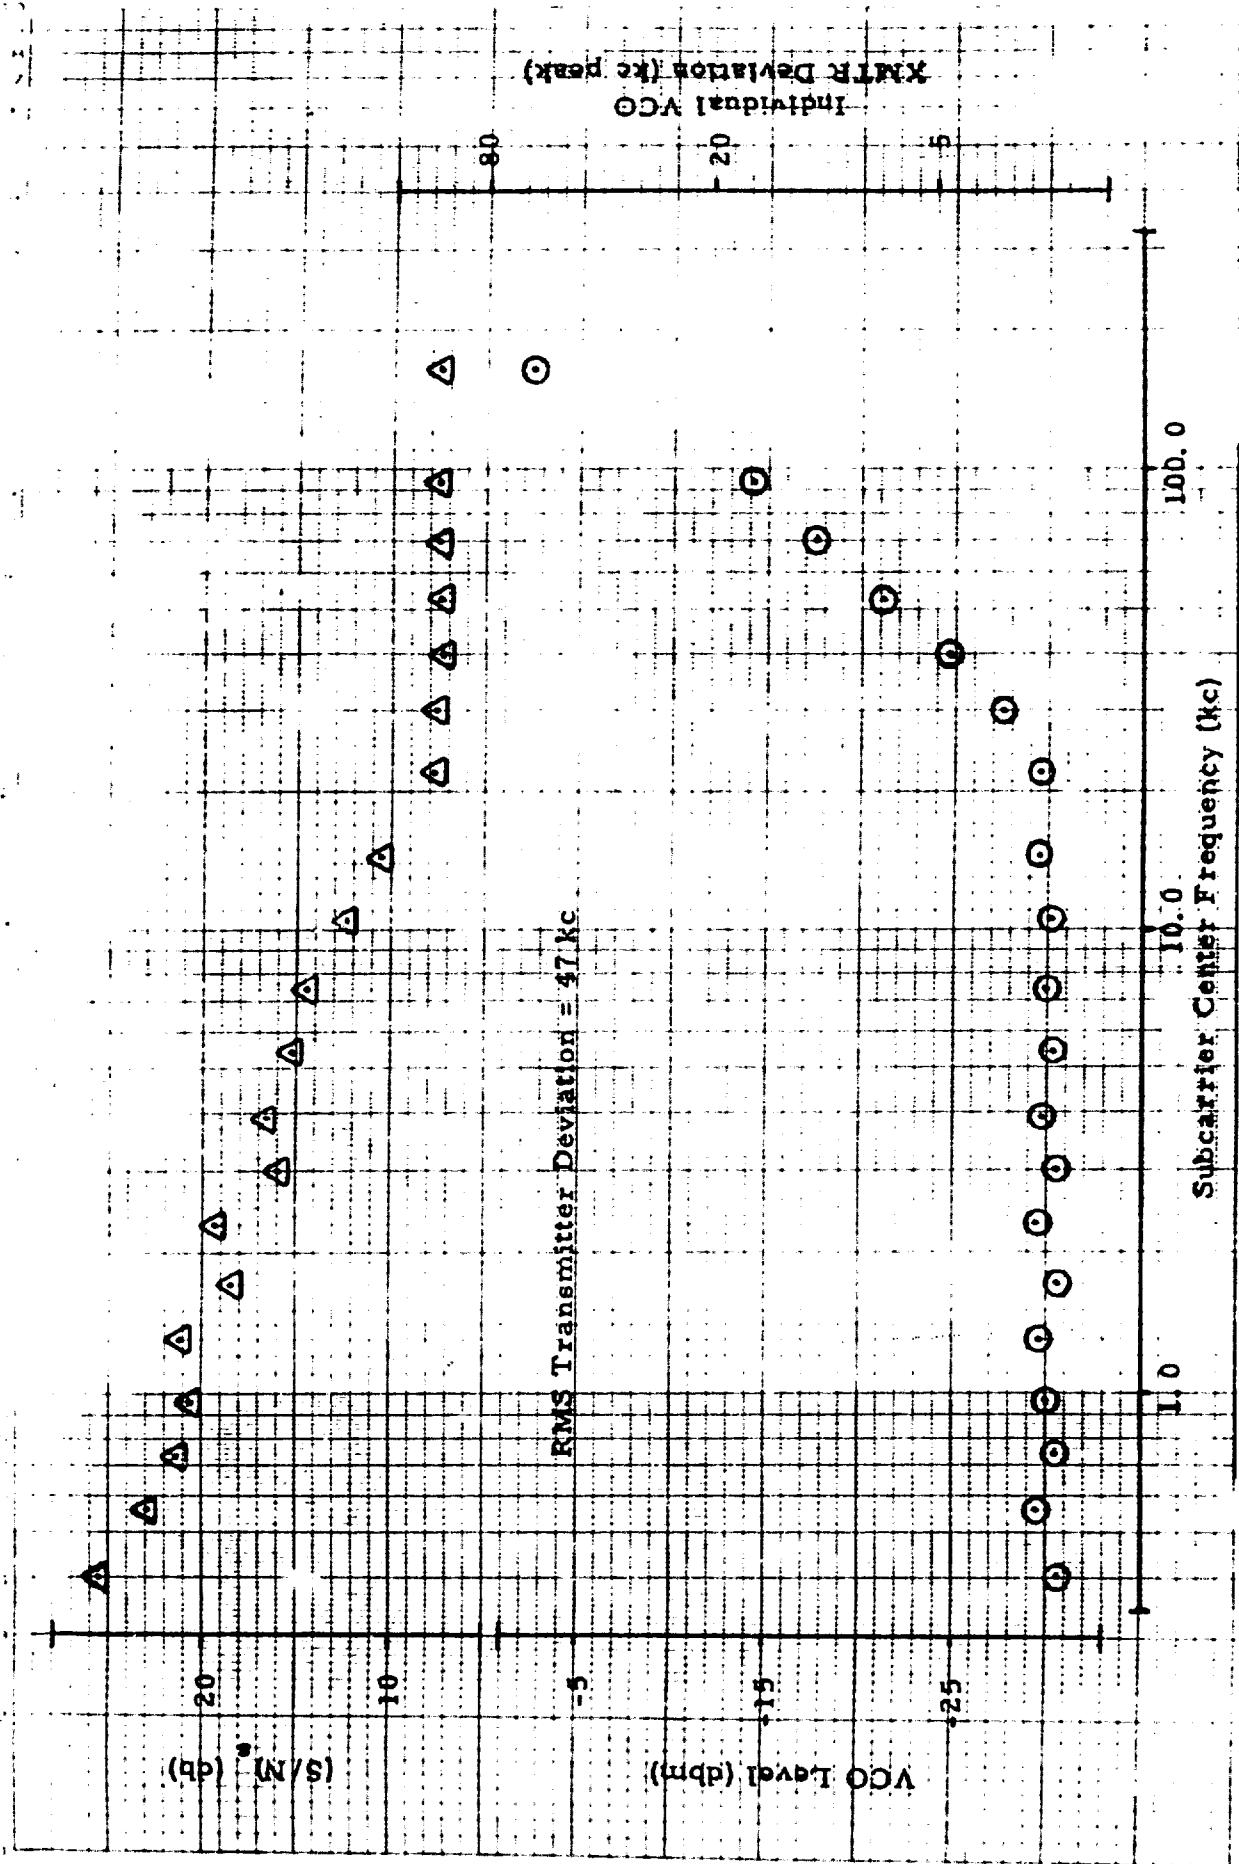 (S/N)s (db)
20
10
VCO Level (dbm)
-5
-15
-25
RMS Transmitter Deviation = 47 kc
Individual VCO
XMTR Deviation (kc peak)
80
20
5
1.0
10.0
100.0
Subcarrier Center Frequency (kc)